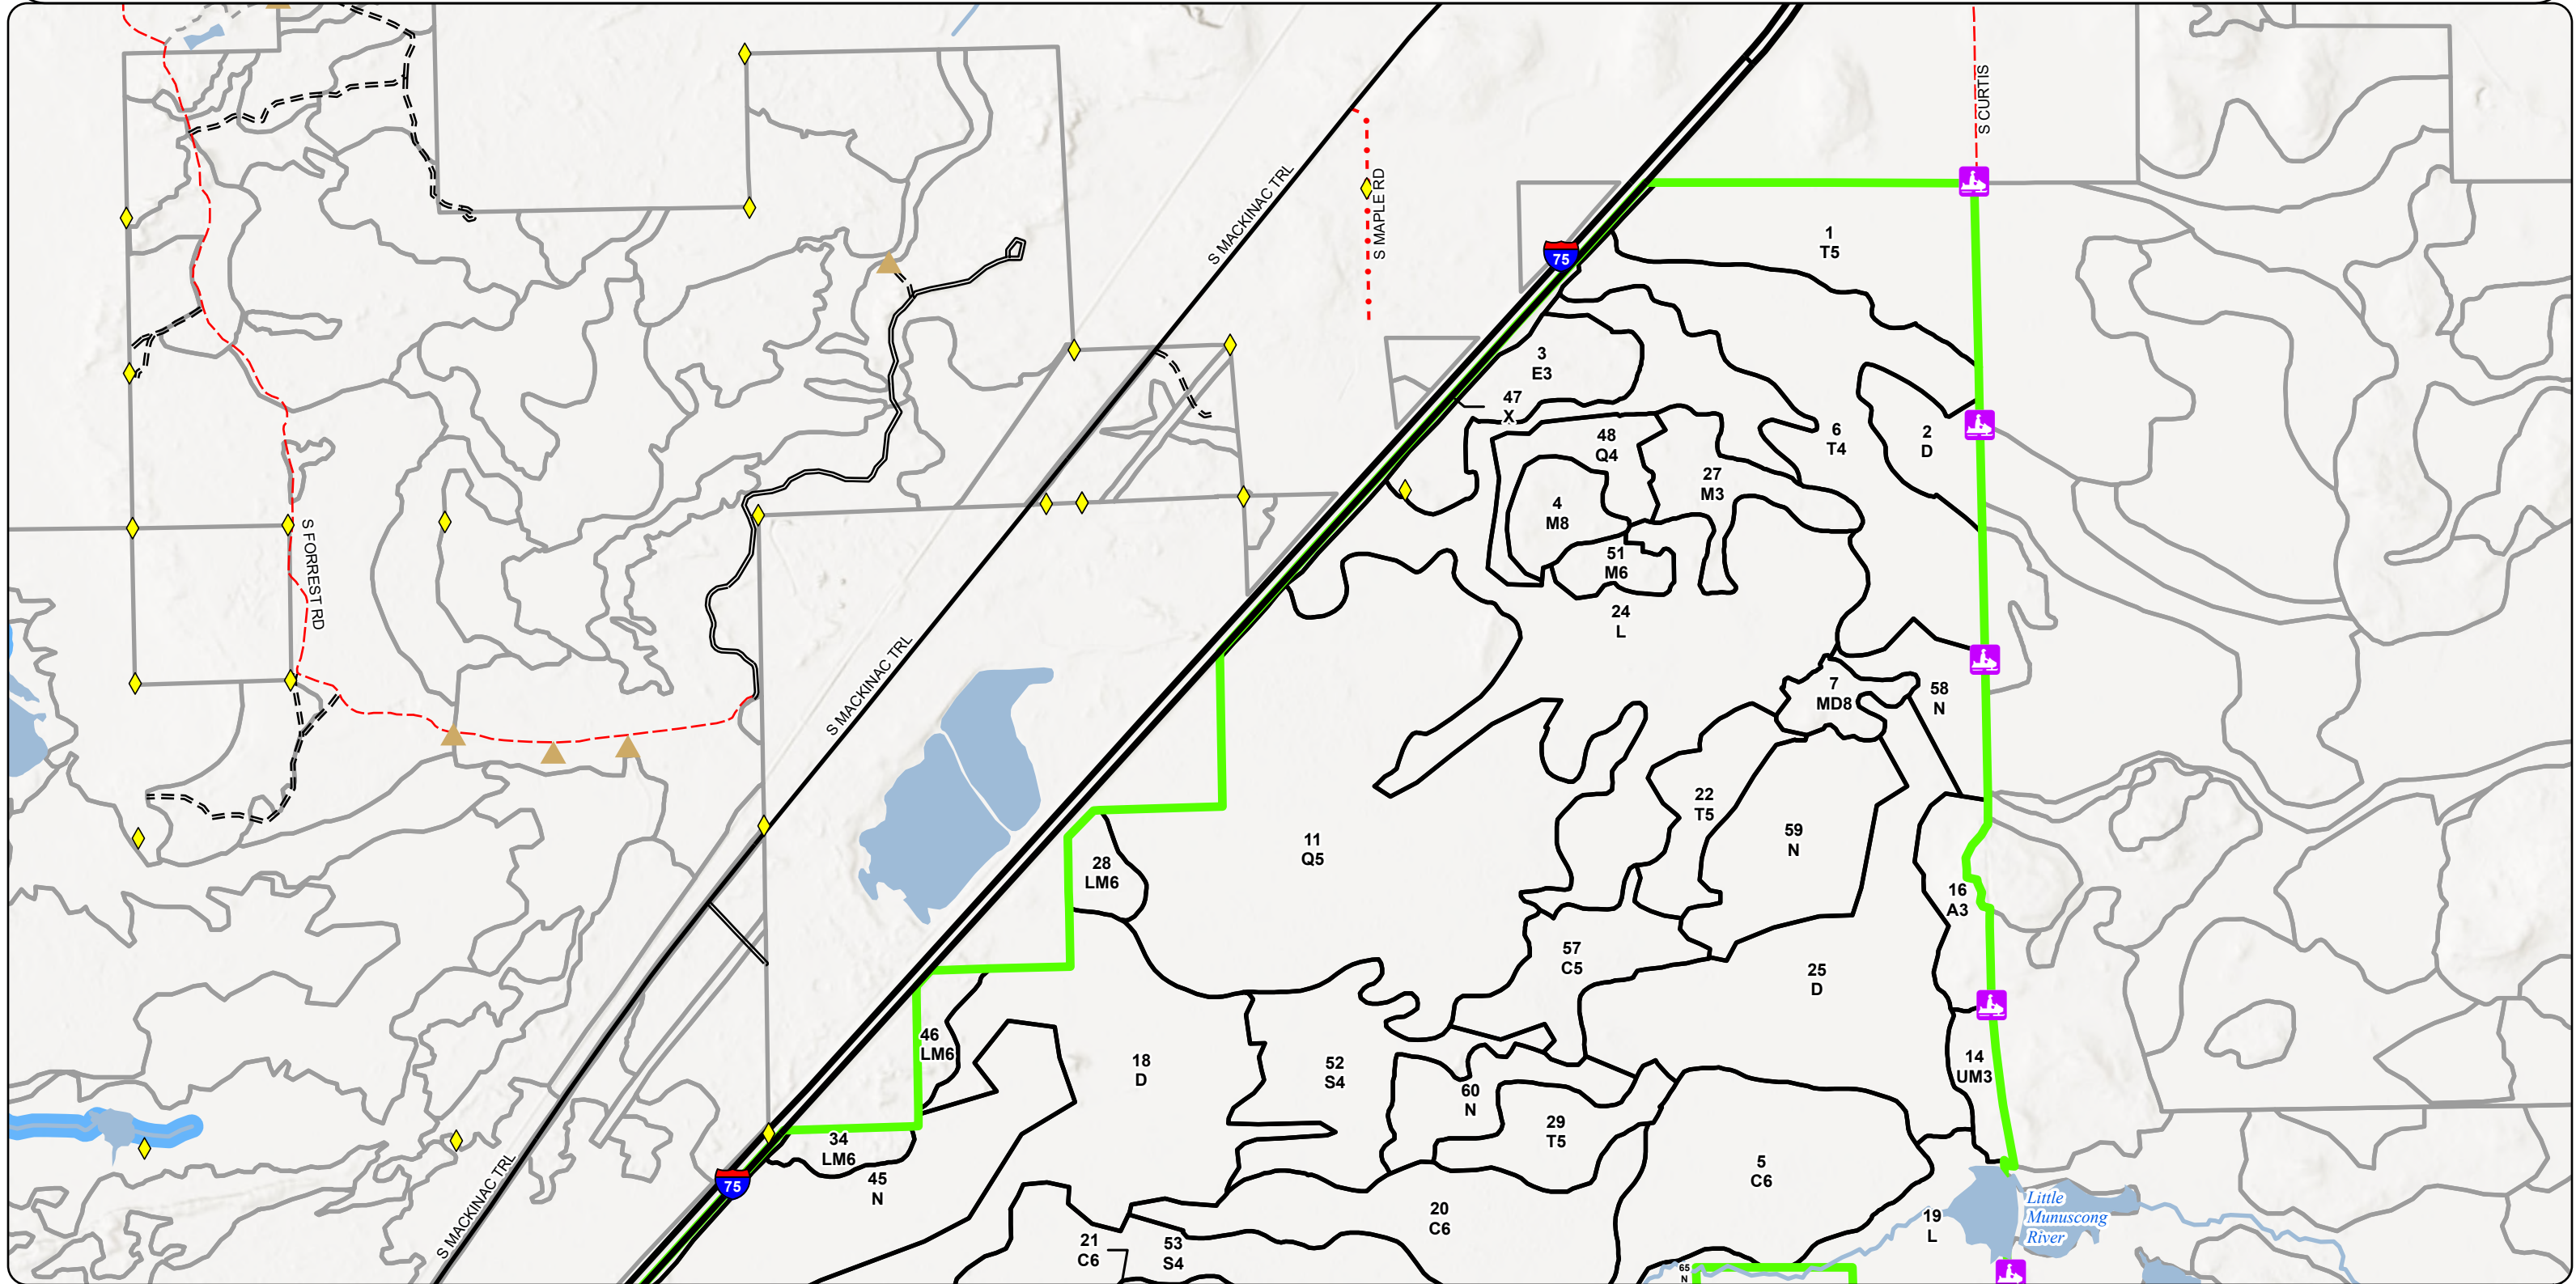 S CURTIS
S MACKINAC TRL
S MAPLE RD
75
1
T5
3
E3
47
X
48
Q4
27
M3
6
T4
2
D
4
M8
51
M6
24
L
S FORREST RD
S MACKINAC TRL
7
MD8
58
N
22
T5
59
N
11
Q5
28
LM6
16
A3
57
C5
25
D
46
LM6
18
D
52
S4
60
N
29
T5
14
UM3
34
LM6
45
N
75
5
C6
S MACKINAC TRL
20
C6
21
C6
53
S4
19
L
Little
Munuscong
River
65
N